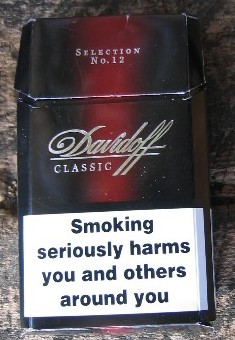 SELECTION
No.12
Davidoff
CLASSIC
Smoking
seriously harms
you and others
around you